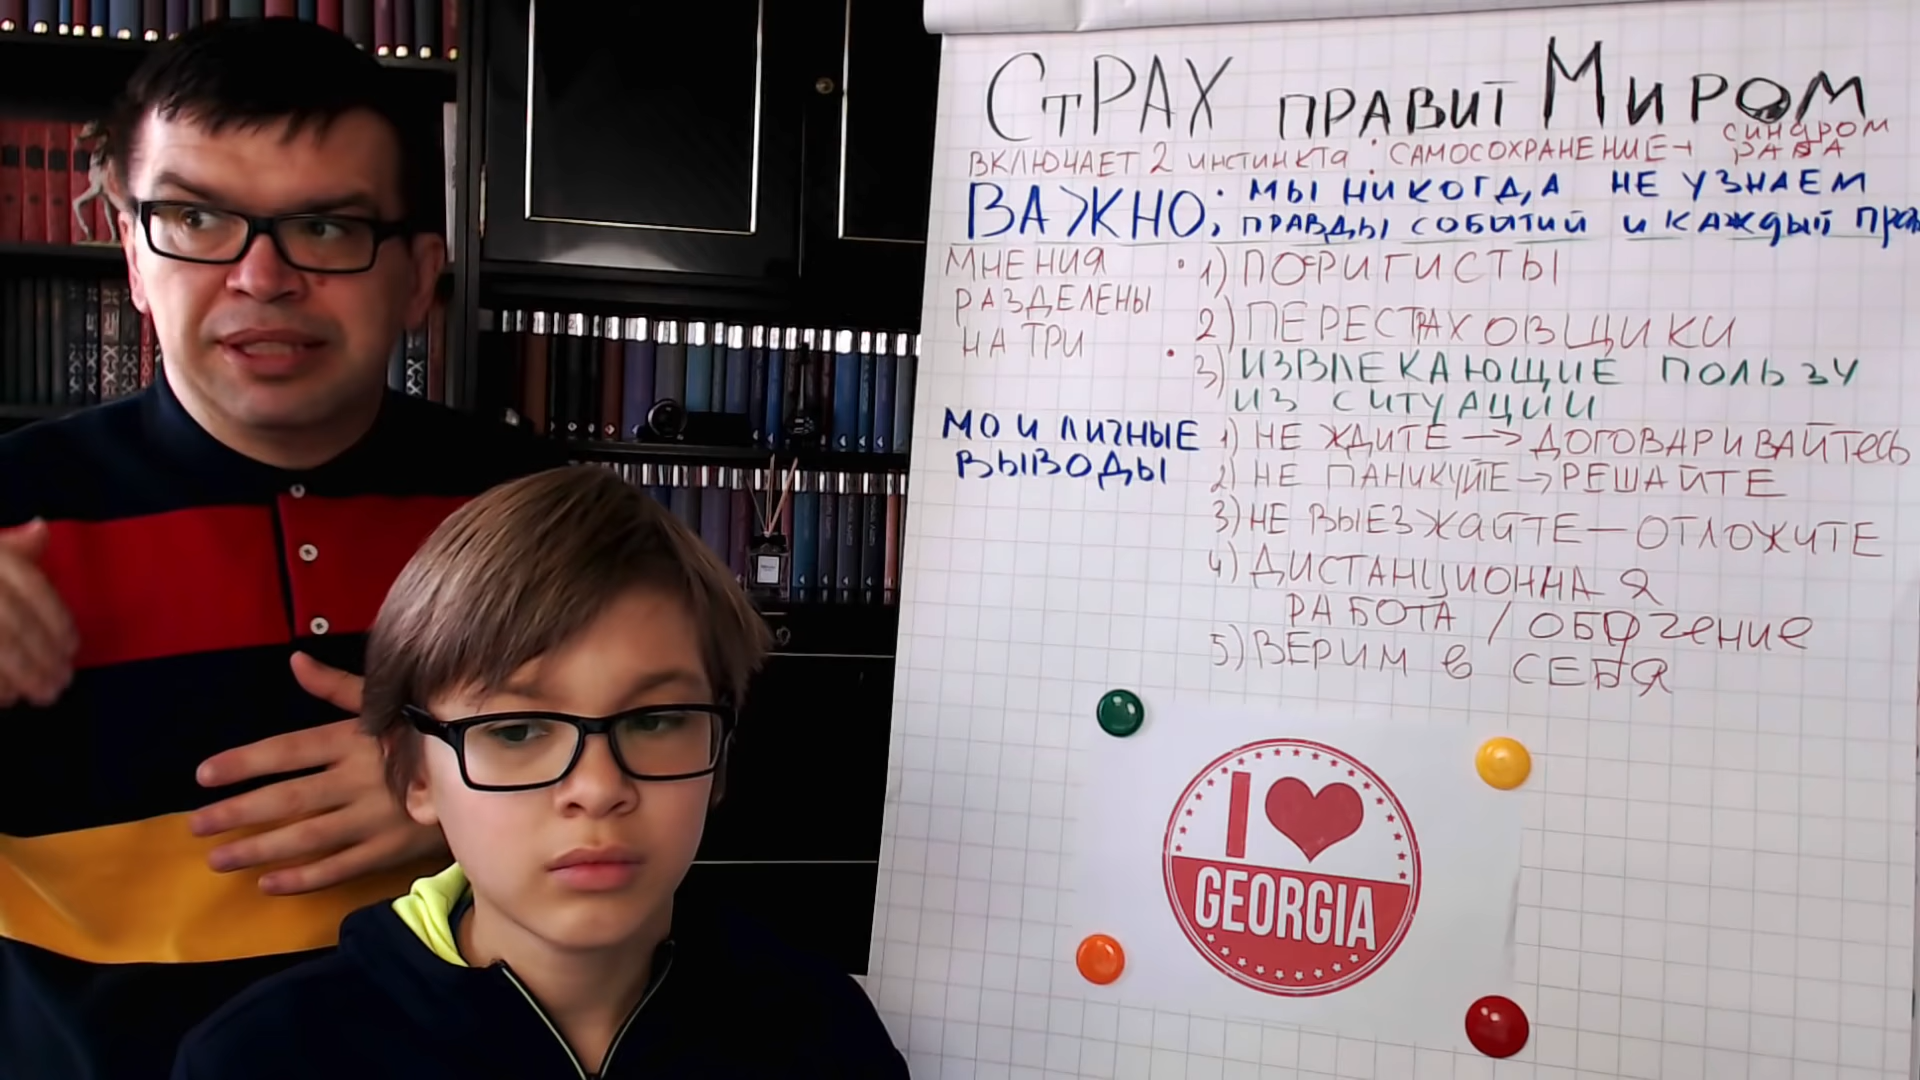 СТРАХ ПРАВИТ МИРОМ
ВКЛЮЧАЕТ 2 ИНСТИНКТА: САМОСОХРАНЕНИЕ + СИНДРОМ РАБА
ВАЖНО: МЫ НИКОГДА НЕ УЗНАЕМ
ПРАВДЫ СОБЫТИЙ И КАЖДЫЙ
МНЕНИЯ РАЗДЕЛЕНЫ НА ТРИ
1) ПОФИГИСТЫ
2) ПЕРЕСТРАХОВЩИКИ
3) ИЗВЛЕКАЮЩИЕ ПОЛЬЗУ
ИЗ СИТУАЦИИ
МОИ ЛИЧНЫЕ
ВЫВОДЫ
1) НЕ ЖДИТЕ → ДОГОВАРИВАЙТЕСЬ
2) НЕ ПАНИКУЙТЕ → РЕШАЙТЕ
3) НЕ ВЫЕЗЖАЙТЕ — ОТЛОЖИТЕ
4) ДИСТАНЦИОННАЯ
РАБОТА / ОБУЧЕНИЕ
5) ВЕРИМ В СЕБЯ
I ♥
GEORGIA